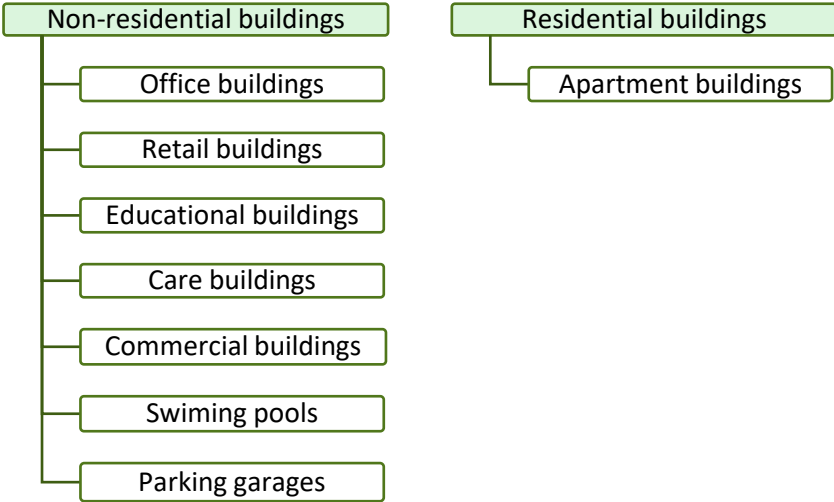 Non-residential buildings
Office buildings
Retail buildings
Educational buildings
Care buildings
Commercial buildings
Swiming pools
Parking garages
Residential buildings
Apartment buildings